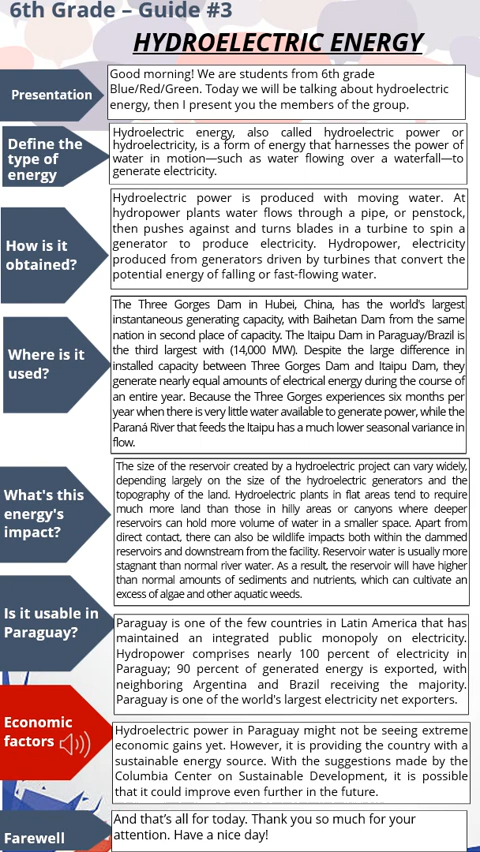 6th Grade – Guide #3
HYDROELECTRIC ENERGY
Presentation
Good morning! We are students from 6th grade
Blue/Red/Green. Today we will be talking about hydroelectric
energy, then I present you the members of the group.
Define the
type of
energy
Hydroelectric energy, also called hydroelectric power or
hydroelectricity, is a form of energy that harnesses the power of
water in motion—such as water flowing over a waterfall—to
generate electricity.
How is it
obtained?
Hydroelectric power is produced with moving water. At
hydropower plants water flows through a pipe, or penstock,
then pushes against and turns blades in a turbine to spin a
generator to produce electricity. Hydropower, electricity
produced from generators driven by turbines that convert the
potential energy of falling or fast-flowing water.
Where is it
used?
The Three Gorges Dam in Hubei, China, has the world's largest
instantaneous generating capacity, with Baihetan Dam from the same
nation in second place of capacity. The Itaipu Dam in Paraguay/Brazil is
the third largest with (14,000 MW). Despite the large difference in
installed capacity between Three Gorges Dam and Itaipu Dam, they
generate nearly equal amounts of electrical energy during the course of
an entire year. Because the Three Gorges experiences six months per
year when there is very little water available to generate power, while the
Paraná River that feeds the Itaipu has a much lower seasonal variance in
flow.
What's this
energy's
impact?
The size of the reservoir created by a hydroelectric project can vary widely,
depending largely on the size of the hydroelectric generators and the
topography of the land. Hydroelectric plants in flat areas tend to require
much more land than those in hilly areas or canyons where deeper
reservoirs can hold more volume of water in a smaller space. Apart from
direct contact, there can also be wildlife impacts both within the dammed
reservoirs and downstream from the facility. Reservoir water is usually more
stagnant than normal river water. As a result, the reservoir will have higher
than normal amounts of sediments and nutrients, which can cultivate an
excess of algae and other aquatic weeds.
Is it usable in
Paraguay?
Paraguay is one of the few countries in Latin America that has
maintained an integrated public monopoly on electricity.
Hydropower comprises nearly 100 percent of electricity in
Paraguay; 90 percent of generated energy is exported, with
neighboring Argentina and Brazil receiving the majority.
Paraguay is one of the world's largest electricity net exporters.
Economic
factors
Hydroelectric power in Paraguay might not be seeing extreme
economic gains yet. However, it is providing the country with a
sustainable energy source. With the suggestions made by the
Columbia Center on Sustainable Development, it is possible
that it could improve even further in the future.
Farewell
And that's all for today. Thank you so much for your
attention. Have a nice day!